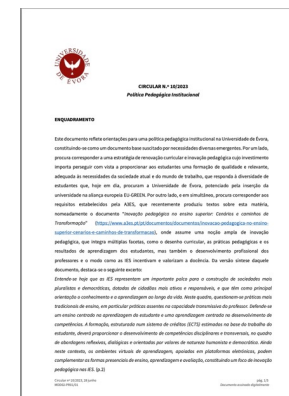 UNIVERSIDADE
DE ÉVORA
CIRCULAR N.º 10/2023
Política Pedagógica Institucional
ENQUADRAMENTO
Este documento reflete orientações para uma política pedagógica institucional na Universidade de Évora,
constituindo-se como um documento base suscitado por necessidades diversas emergentes. Por um lado,
procura corresponder a uma estratégia de renovação curricular e inovação pedagógica cujo investimento
importa perseguir com vista a proporcionar aos estudantes uma formação de qualidade e relevante,
adequada às necessidades da sociedade atual e do mundo do trabalho, que responda à diversidade de
estudantes que, hoje em dia, procuram a Universidade de Évora, potenciada pela inserção da
universidade na aliança europeia EU-GREEN. Por outro lado, e em simultâneo, procura corresponder aos
requisitos estabelecidos pela A3ES, que recentemente produziu textos sobre esta matéria,
nomeadamente o documento "Inovação pedagógica no ensino superior: Cenários e caminhos de
Transformação" (https://www.a3es.pt/pt/documentos/documentos/inovacao-pedagogica-no-ensino-
superior-cenarios-e-caminhos-de-transformacao), onde assume uma noção ampla de inovação
pedagógica, que integra múltiplas facetas, como o desenho curricular, as práticas pedagógicas e os
resultados de aprendizagem dos estudantes, mas também o desenvolvimento profissional dos
professores e o modo como as IES incentivam e valorizam a docência. Da versão síntese daquele
documento, destaca-se o seguinte excerto:
Entende-se hoje que as IES representam um importante palco para a construção de sociedades mais
pluralistas e democráticas, dotadas de cidadãos mais ativos e responsáveis, e que têm como principal
orientação o conhecimento e a aprendizagem ao longo da vida. Neste quadro, questionam-se práticas mais
tradicionais de ensino, em particular práticas assentes na capacidade transmissiva do professor. Defende-se
um ensino centrado na aprendizagem do estudante e uma aprendizagem centrada no desenvolvimento de
competências. A formação, estruturada num sistema de créditos (ECTS) estimados na base do trabalho do
estudante, deverá proporcionar o desenvolvimento de competências disciplinares e transversais, no quadro
de abordagens reflexivas, dialógicas e orientadas por valores de natureza humanista e democrática. Ainda
neste contexto, os ambientes virtuais de aprendizagem, apoiados em plataformas eletrónicas, podem
complementar as formas presenciais de ensino, aprendizagem e avaliação, constituindo um foco de inovação
pedagógica nas IES. (p.1)
Circular nº 10/2023, 16 junho
pág. 1/5
Documento assinado digitalmente